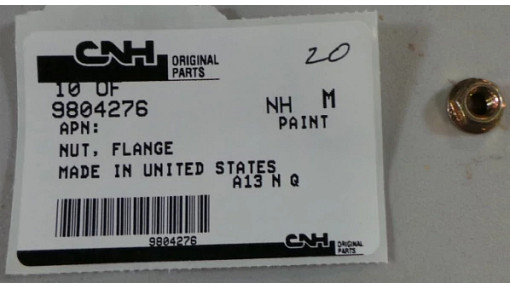 CNH ORIGINAL
PARTS
20
10 OF
9804276
NH M
APN:
PAINT
NUT, FLANGE
MADE IN UNITED STATES
A13 N Q
9804276
CNH ORIGINAL
PARTS